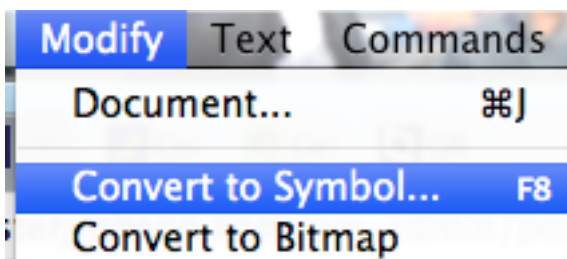 Modify Text Commands
Document... ⌘J
Convert to Symbol... F8
Convert to Bitmap